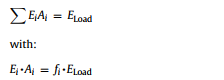 ∑ EᵢAᵢ = E_Load
with:
Eᵢ·Aᵢ = fᵢ·E_Load